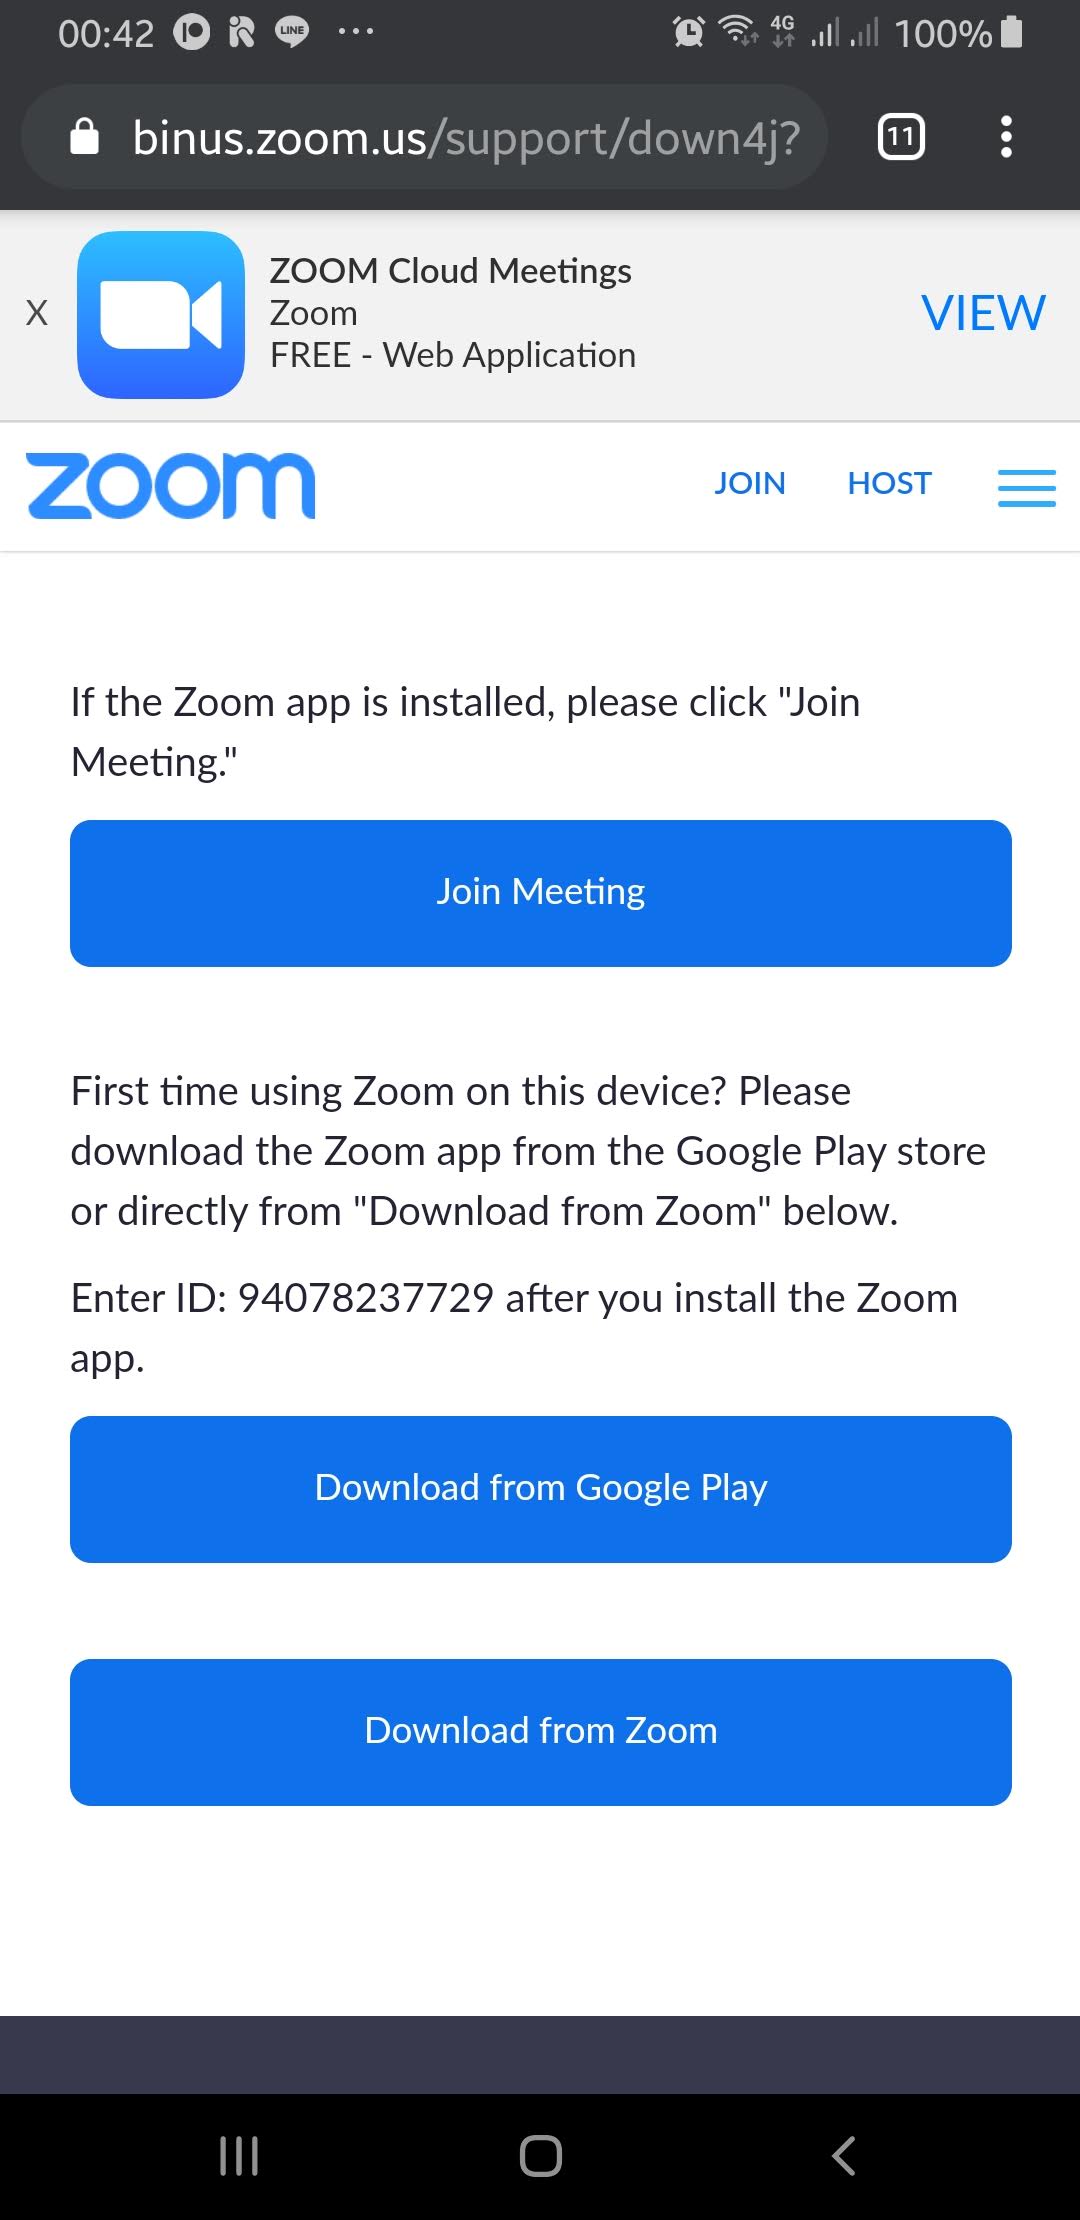 00:42 LINE ... 4G 100%
binus.zoom.us/support/down4j? 11
ZOOM Cloud Meetings
X Zoom VIEW
FREE - Web Application
zoom JOIN HOST
If the Zoom app is installed, please click "Join
Meeting."
Join Meeting
First time using Zoom on this device? Please
download the Zoom app from the Google Play store
or directly from "Download from Zoom" below.
Enter ID: 94078237729 after you install the Zoom
app.
Download from Google Play
Download from Zoom